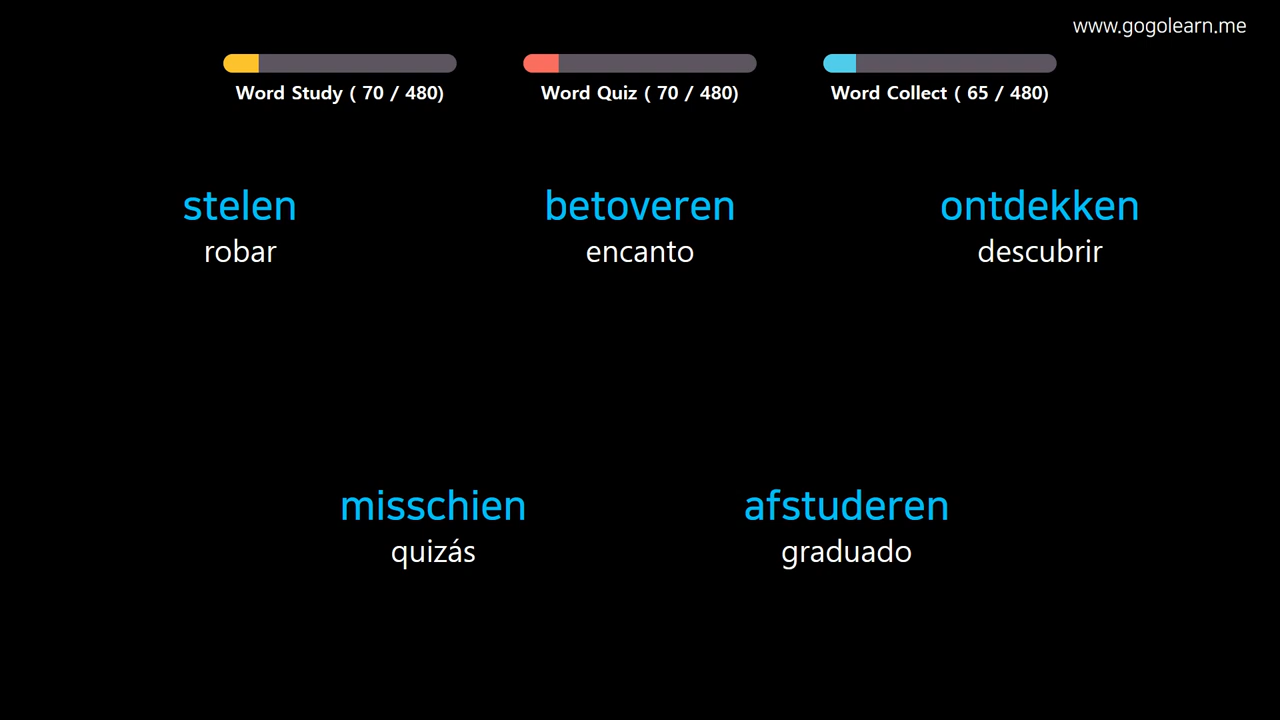 www.gogolearn.me
Word Study ( 70 / 480)
Word Quiz ( 70 / 480)
Word Collect ( 65 / 480)
stelen
robar
betoveren
encanto
ontdekken
descubrir
misschien
quizás
afstuderen
graduado